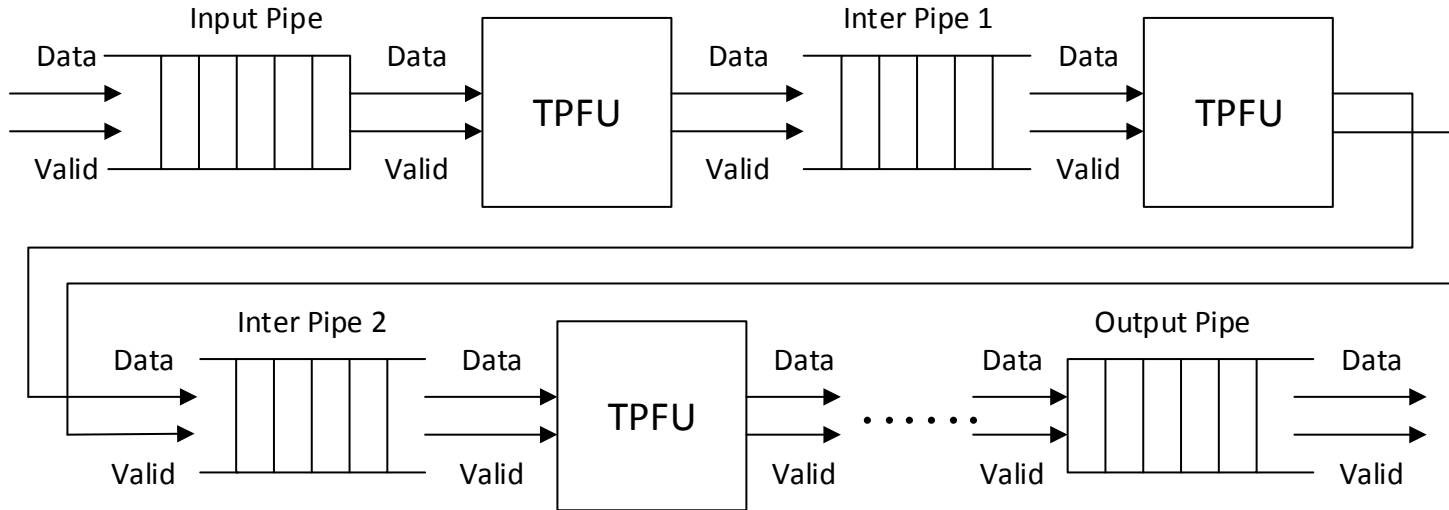 Input Pipe
Inter Pipe 1
Data
Data
Data
Data
TPFU
TPFU
Valid
Valid
Valid
Valid
Inter Pipe 2
Output Pipe
Data
Data
Data
Data
Data
TPFU
Valid
Valid
Valid
Valid
Valid